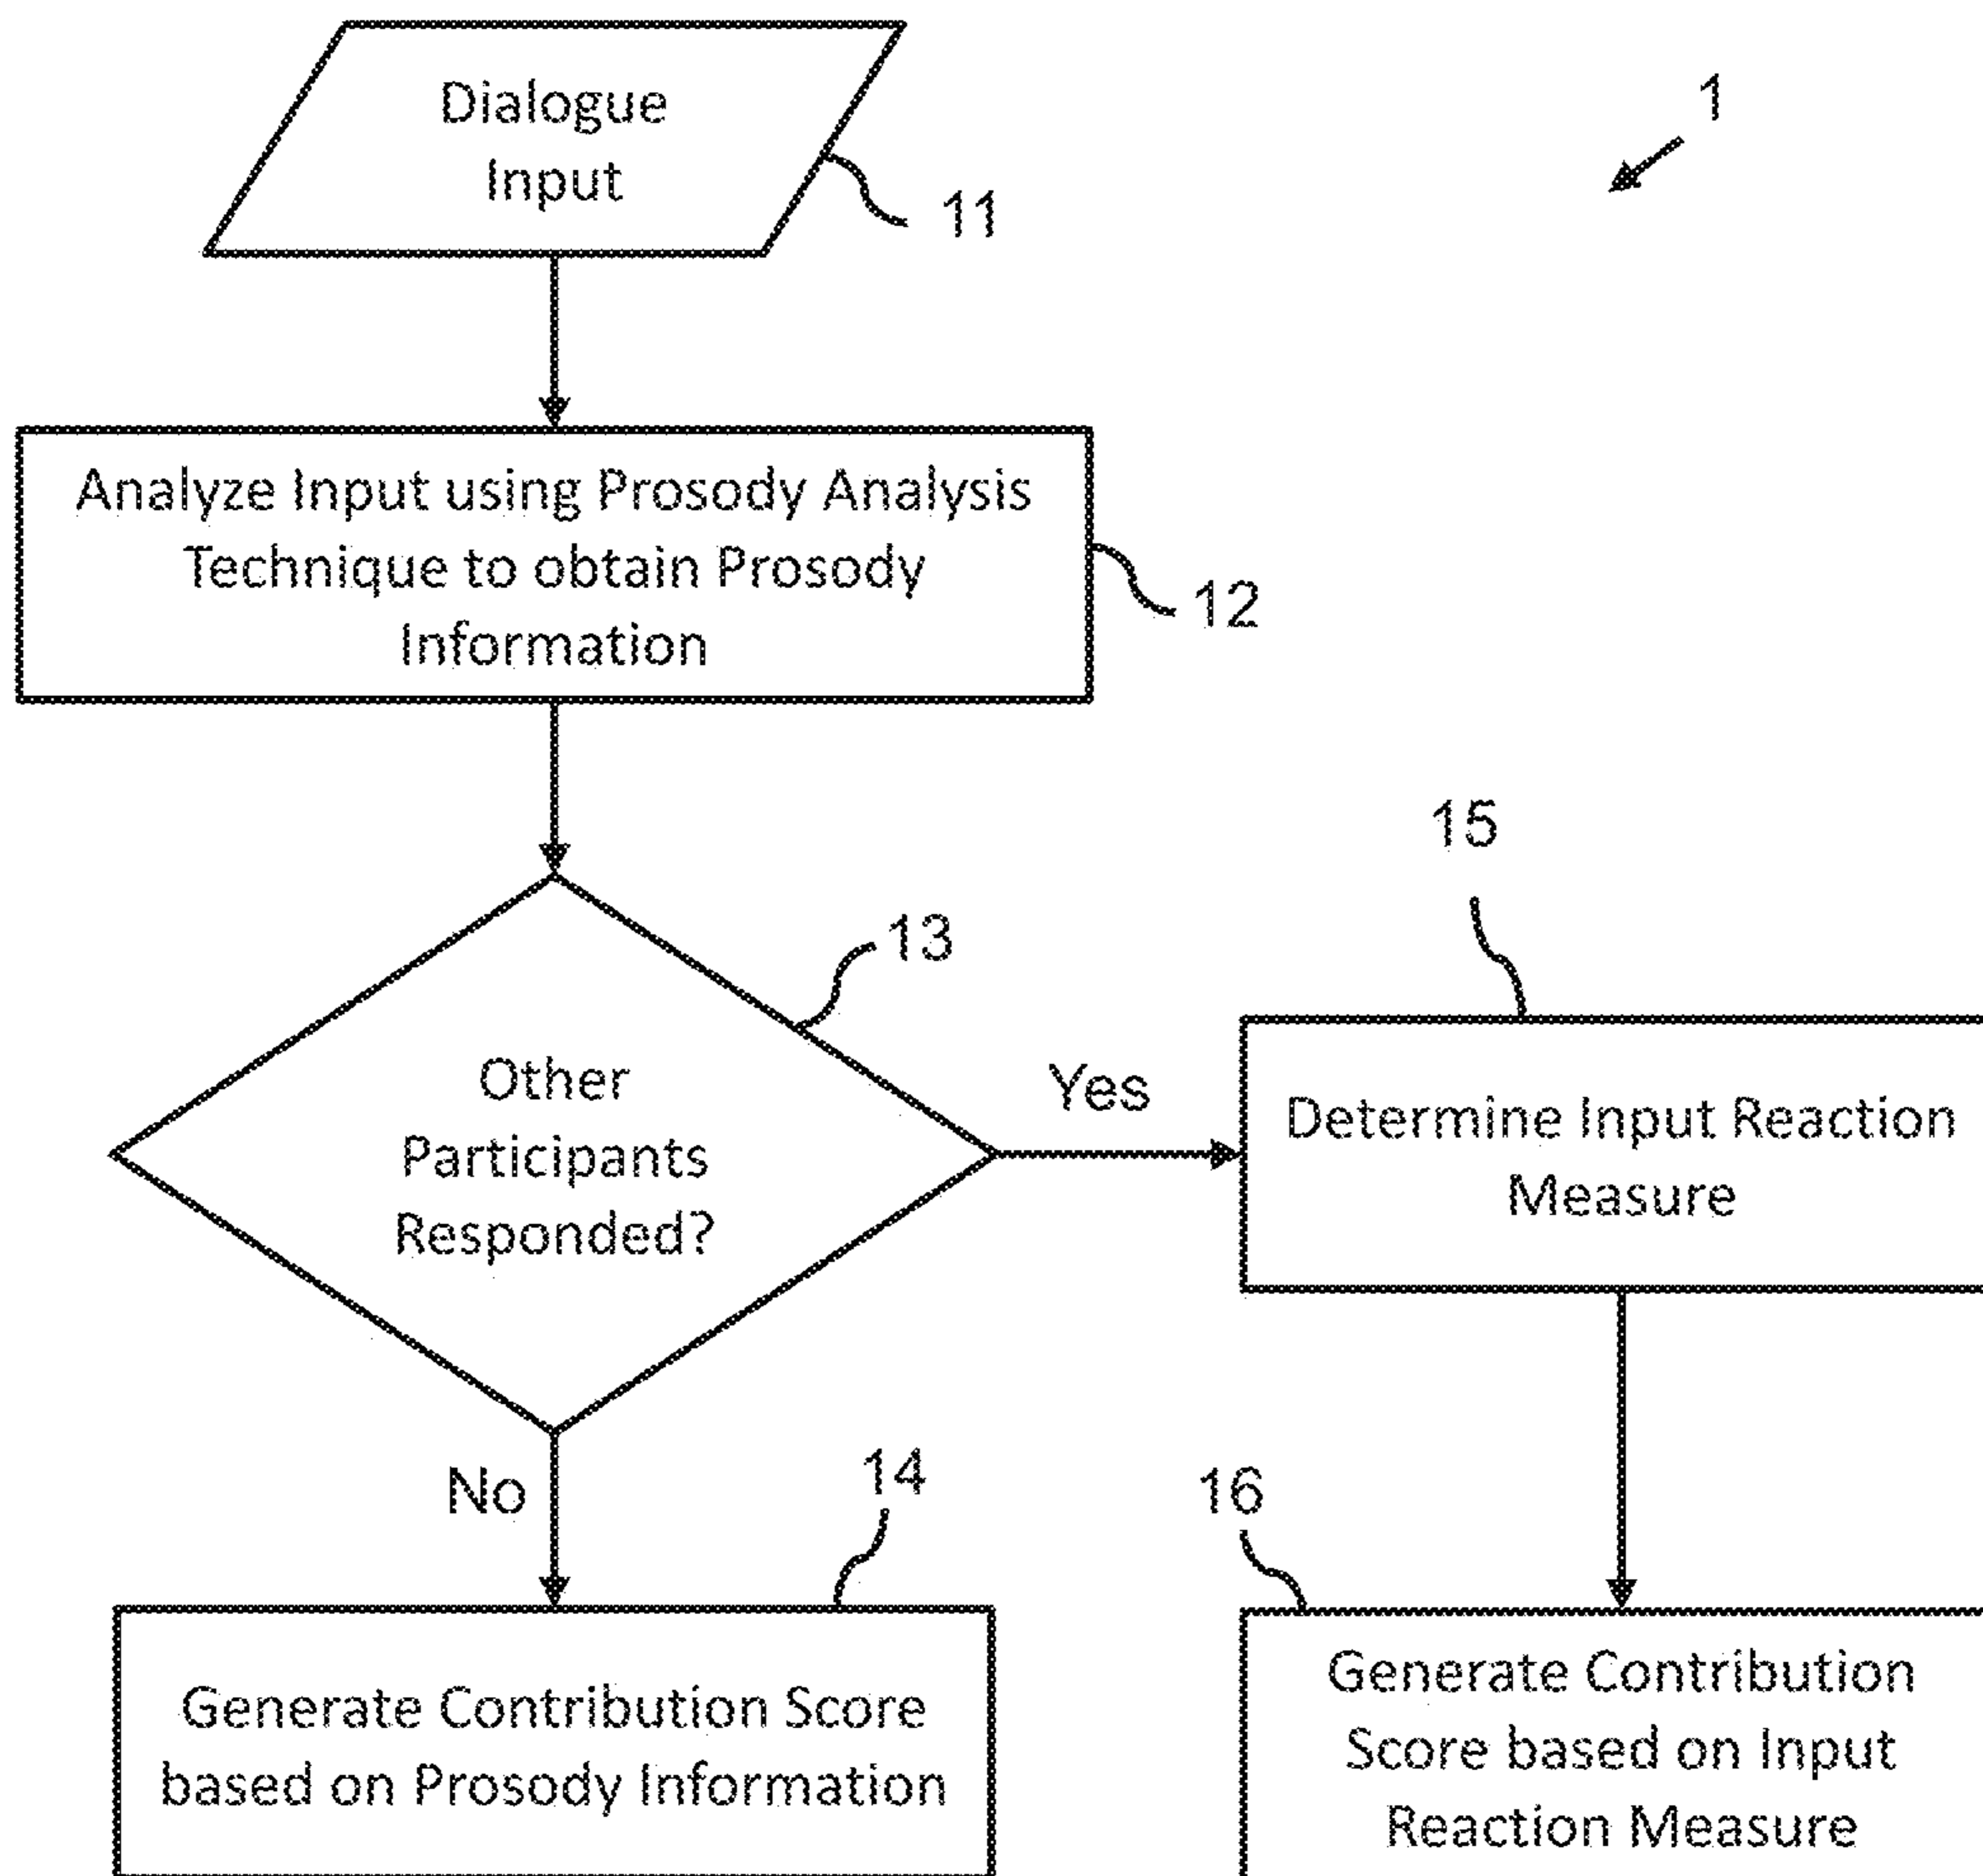 Dialogue
Input
1
11
Analyze Input using Prosody Analysis
Technique to obtain Prosody
Information
12
13
Other
Participants
Responded?
Yes
15
Determine Input Reaction
Measure
No
14
Generate Contribution Score
based on Prosody Information
16
Generate Contribution
Score based on Input
Reaction Measure